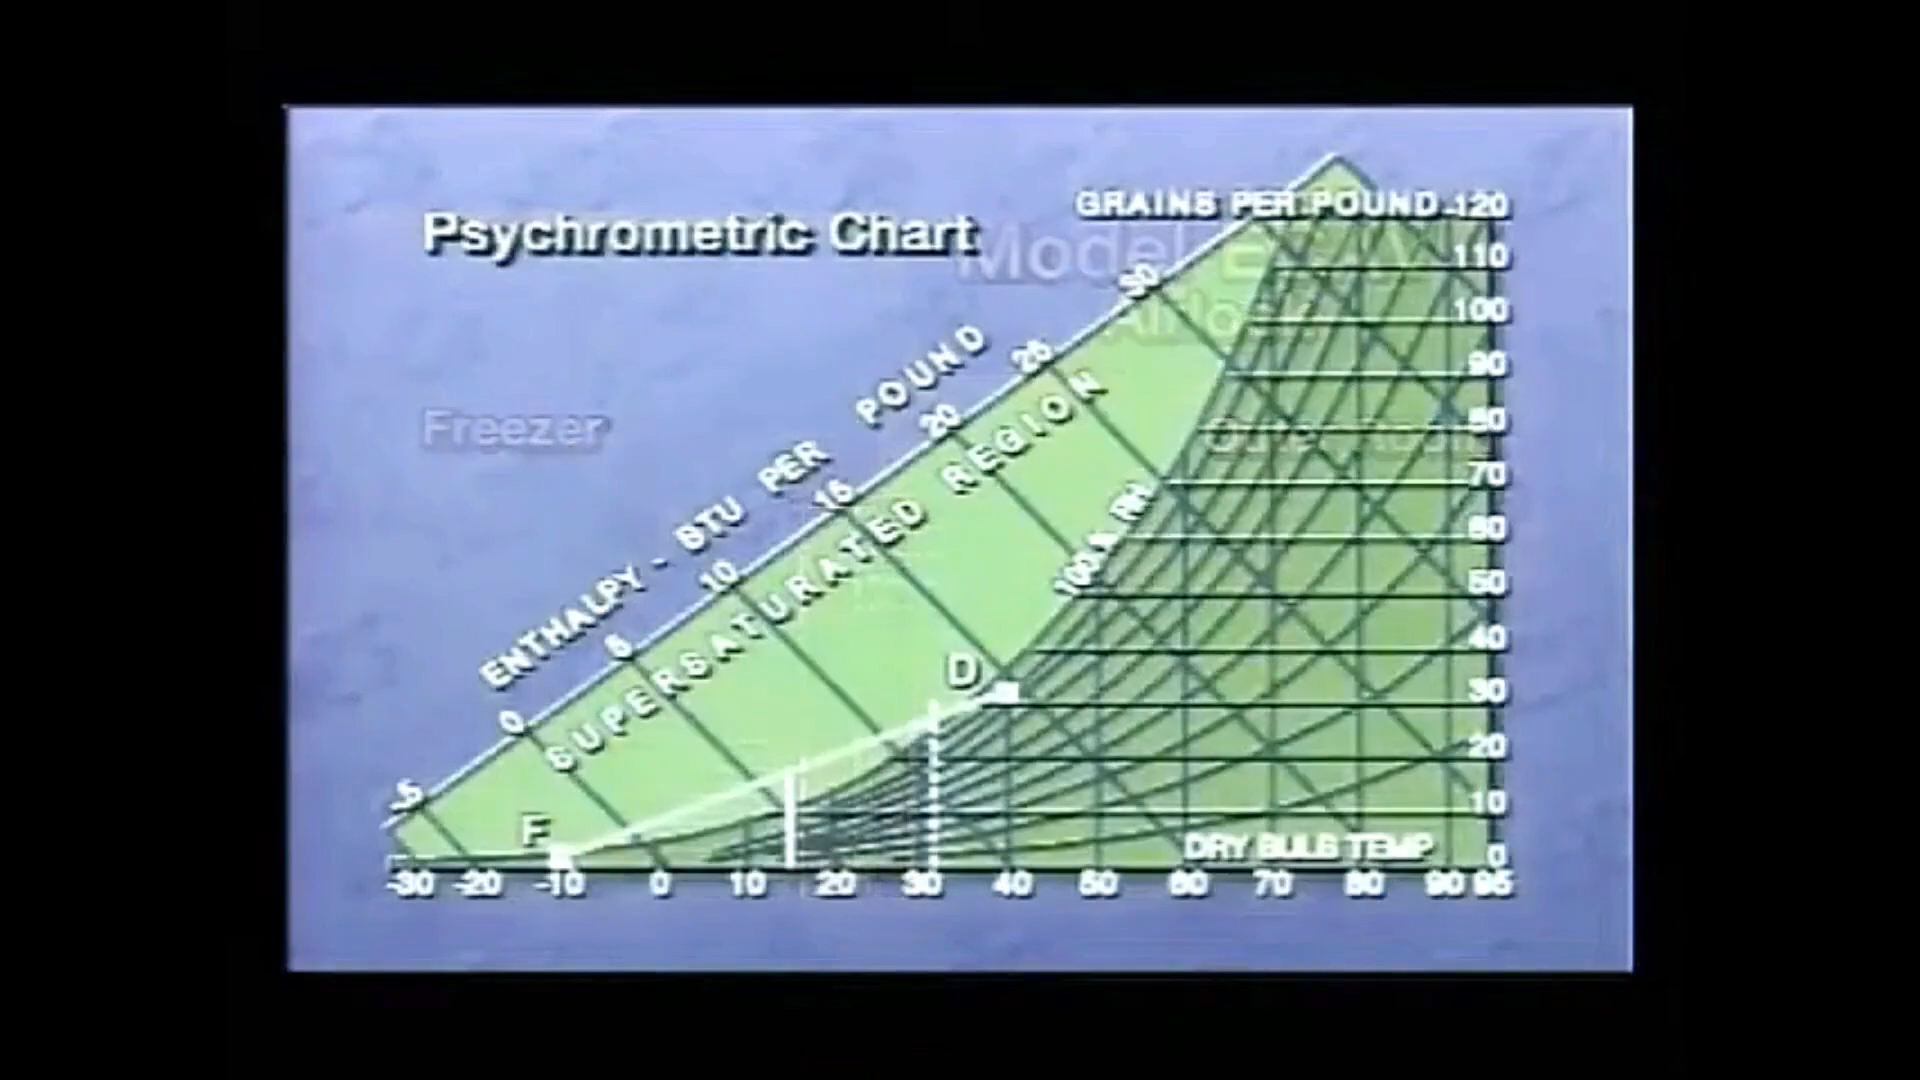 Psychrometric Chart
GRAINS PER POUND
120
110
100
90
80
70
60
50
40
30
20
10
0
Freezer
ENTHALPY - BTU PER POUND
-5
0
5
10
15
20
25
30
SUPERSATURATED REGION
100% RH
D
F
DRY BULB TEMP
-30 -20 -10 0 10 20 30 40 50 60 70 80 90 95